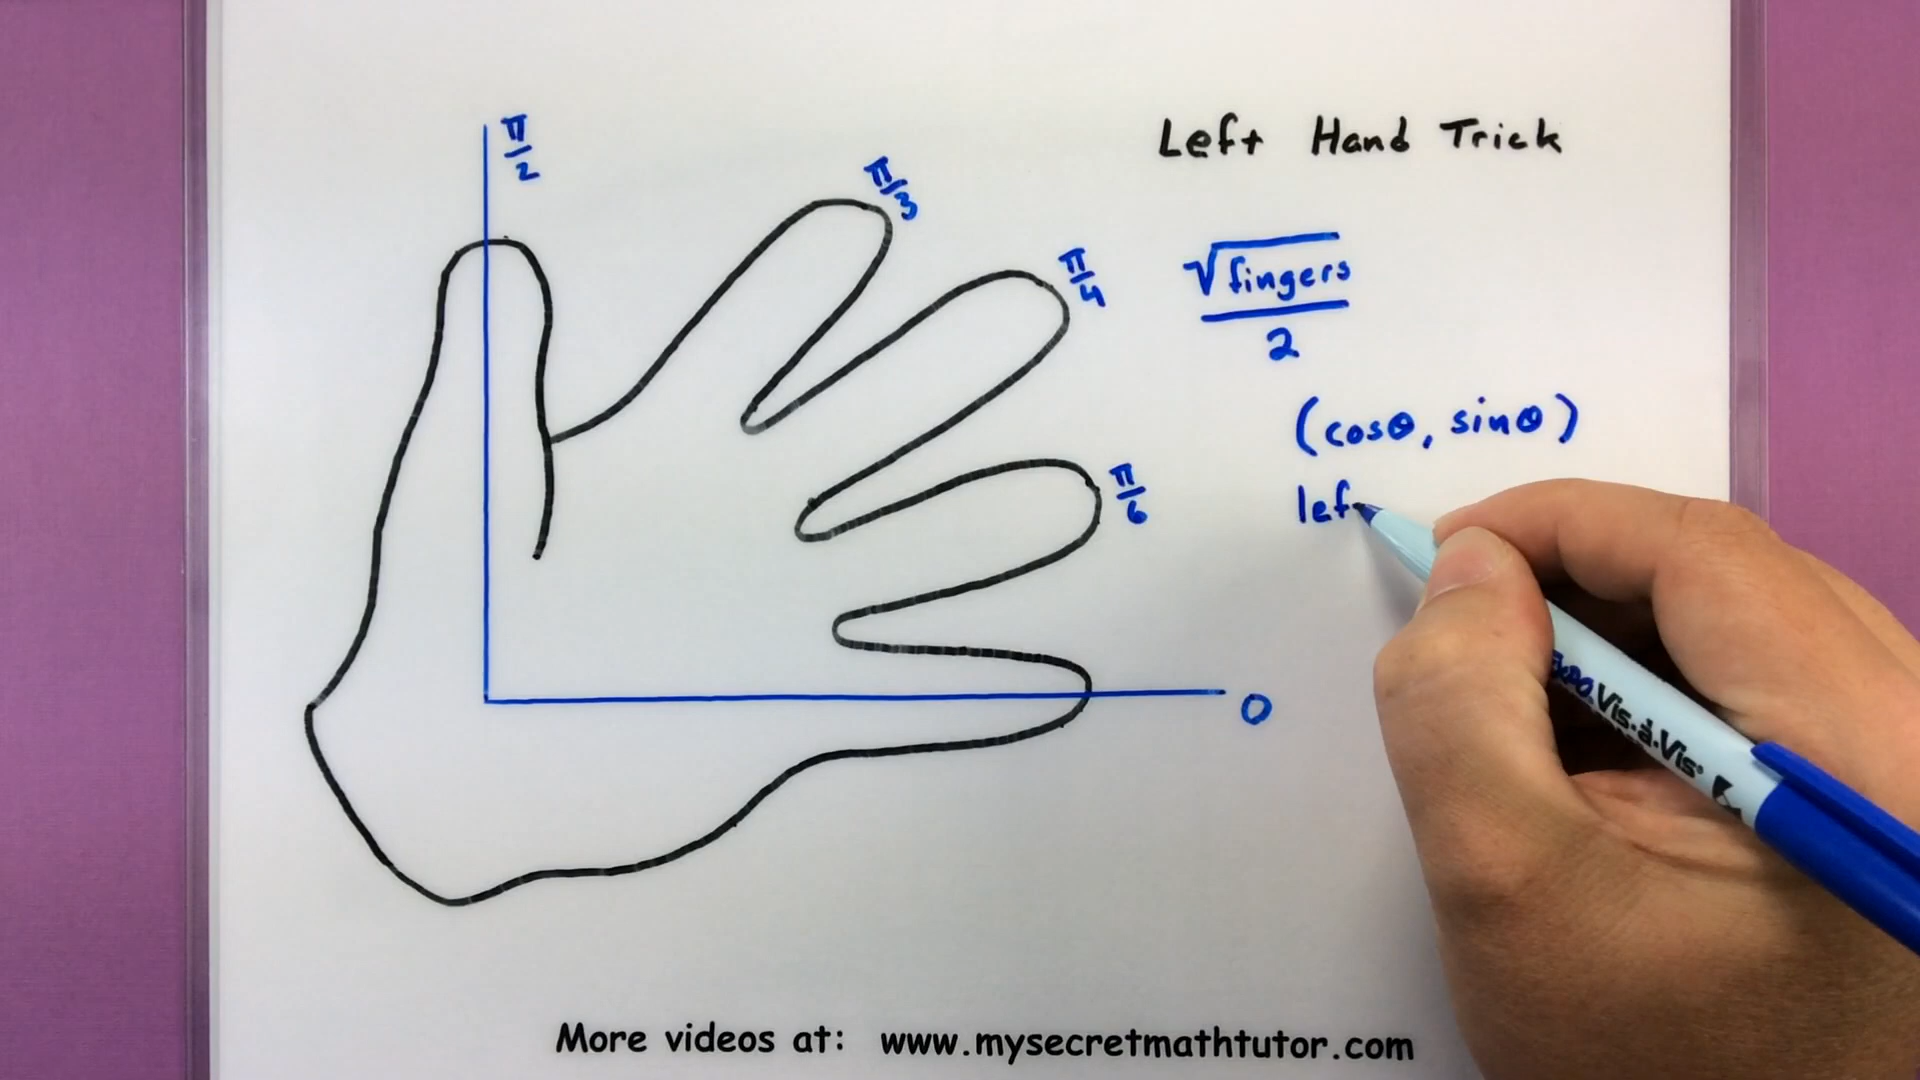 Left Hand Trick
π/2
π/3
π/4
√fingers
2
(cosθ, sinθ)
π/6
lef
0
EXPO Vis·à·Vis
More videos at: www.mysecretmathtutor.com